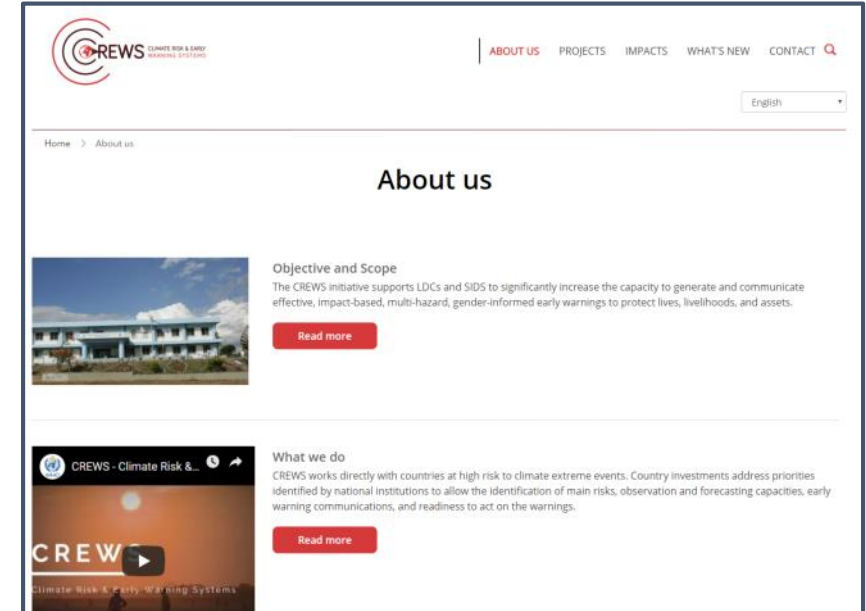 CREWS CLIMATE RISK & EARLY
WARNING SYSTEMS
ABOUT US PROJECTS IMPACTS WHAT'S NEW CONTACT
English
Home > About us
About us
Objective and Scope
The CREWS initiative supports LDCs and SIDS to significantly increase the capacity to generate and communicate
effective, impact-based, multi-hazard, gender-informed early warnings to protect lives, livelihoods, and assets.
Read more
CREWS - Climate Risk &...
What we do
CREWS works directly with countries at high risk to climate extreme events. Country investments address priorities
identified by national institutions to allow the identification of main risks, observation and forecasting capacities, early
warning communications, and readiness to act on the warnings.
Read more
CREWS
Climate Risk & Early Warning Systems